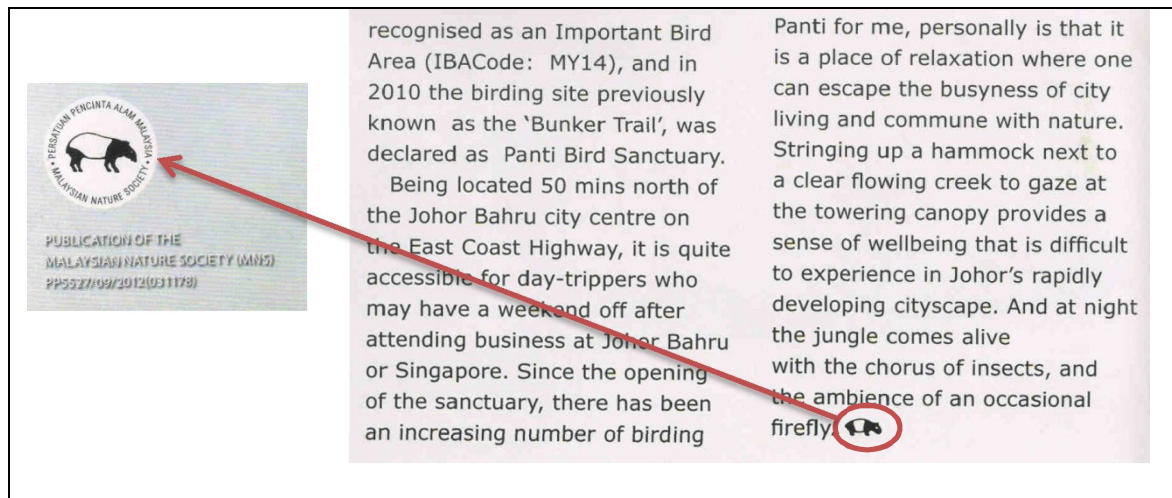 PERSATUAN PENCINTA ALAM MALAYSIA
• MALAYSIAN NATURE SOCIETY •
PUBLICATION OF THE
MALAYSIAN NATURE SOCIETY (MNS)
PP5527/09/2012(031178)
recognised as an Important Bird
Area (IBACode: MY14), and in
2010 the birding site previously
known as the ‘Bunker Trail’, was
declared as Panti Bird Sanctuary.
Being located 50 mins north of
the Johor Bahru city centre on
the East Coast Highway, it is quite
accessible for day-trippers who
may have a weekend off after
attending business at Johor Bahru
or Singapore. Since the opening
of the sanctuary, there has been
an increasing number of birding
Panti for me, personally is that it
is a place of relaxation where one
can escape the busyness of city
living and commune with nature.
Stringing up a hammock next to
a clear flowing creek to gaze at
the towering canopy provides a
sense of wellbeing that is difficult
to experience in Johor’s rapidly
developing cityscape. And at night
the jungle comes alive
with the chorus of insects, and
the ambience of an occasional
firefly.